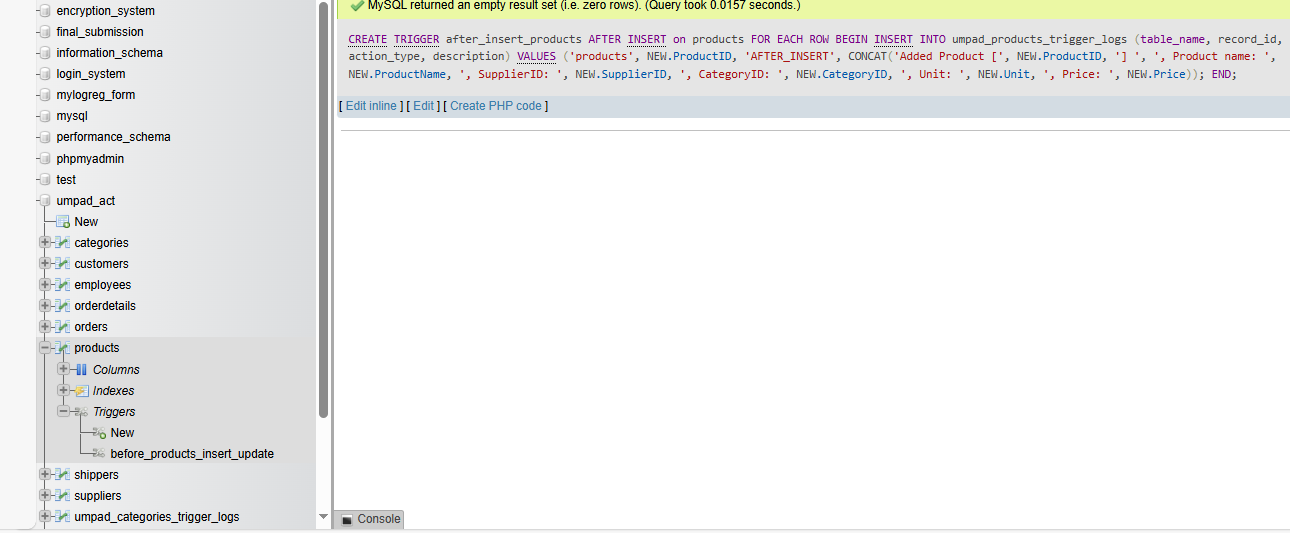 encryption_system
final_submission
information_schema
login_system
mylogreg_form
mysql
performance_schema
phpmyadmin
test
umpad_act
New
categories
customers
employees
orderdetails
orders
products
Columns
Indexes
Triggers
New
before_products_insert_update
shippers
suppliers
umpad_categories_trigger_logs
MySQL returned an empty result set (i.e. zero rows). (Query took 0.0157 seconds.)
CREATE TRIGGER after_insert_products AFTER INSERT on products FOR EACH ROW BEGIN INSERT INTO umpad_products_trigger_logs (table_name, record_id,
action_type, description) VALUES ('products', NEW.ProductID, 'AFTER_INSERT', CONCAT('Added Product [', NEW.ProductID, '] ', ', Product name: ',
NEW.ProductName, ', SupplierID: ', NEW.SupplierID, ', CategoryID: ', NEW.CategoryID, ', Unit: ', NEW.Unit, ', Price: ', NEW.Price)); END;
[ Edit inline ] [ Edit ] [ Create PHP code ]
Console